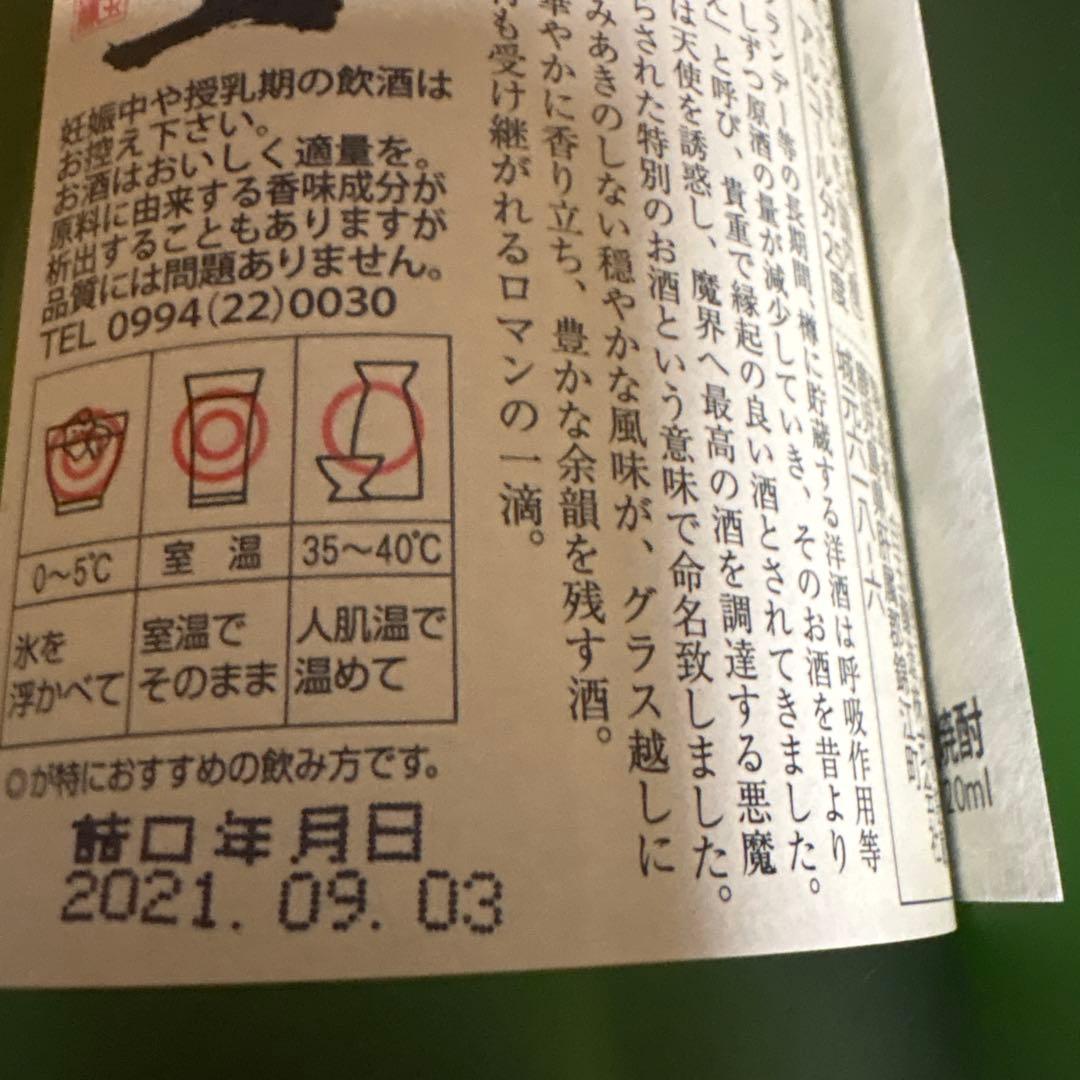 妊娠中や授乳期の飲酒は
お控え下さい。
お酒はおいしく適量を。
原料に由来する香味成分が
析出することもありますが
品質には問題ありません。
TEL 0994(22)0030
0〜5℃
室温
35〜40℃
氷を
浮かべて
室温で
そのまま
人肌温で
温めて
◎が特におすすめの飲み方です。
詰口年月日
2021.09.03
等の長期間、樽に貯蔵する洋酒は呼吸作用等
しずつ原酒の量が減少していき、そのお酒を昔より
」と呼び、貴重で縁起の良い酒とされてきました。
は天使を誘惑し、魔界へ最高の酒を調達する悪魔
らされた特別のお酒という意味で命名致しました。
みあきのしない穏やかな風味が、グラス越しに
華やかに香り立ち、豊かな余韻を残す酒。
も受け継がれるロマンの一滴。
アルコール分25度
焼酎
20ml